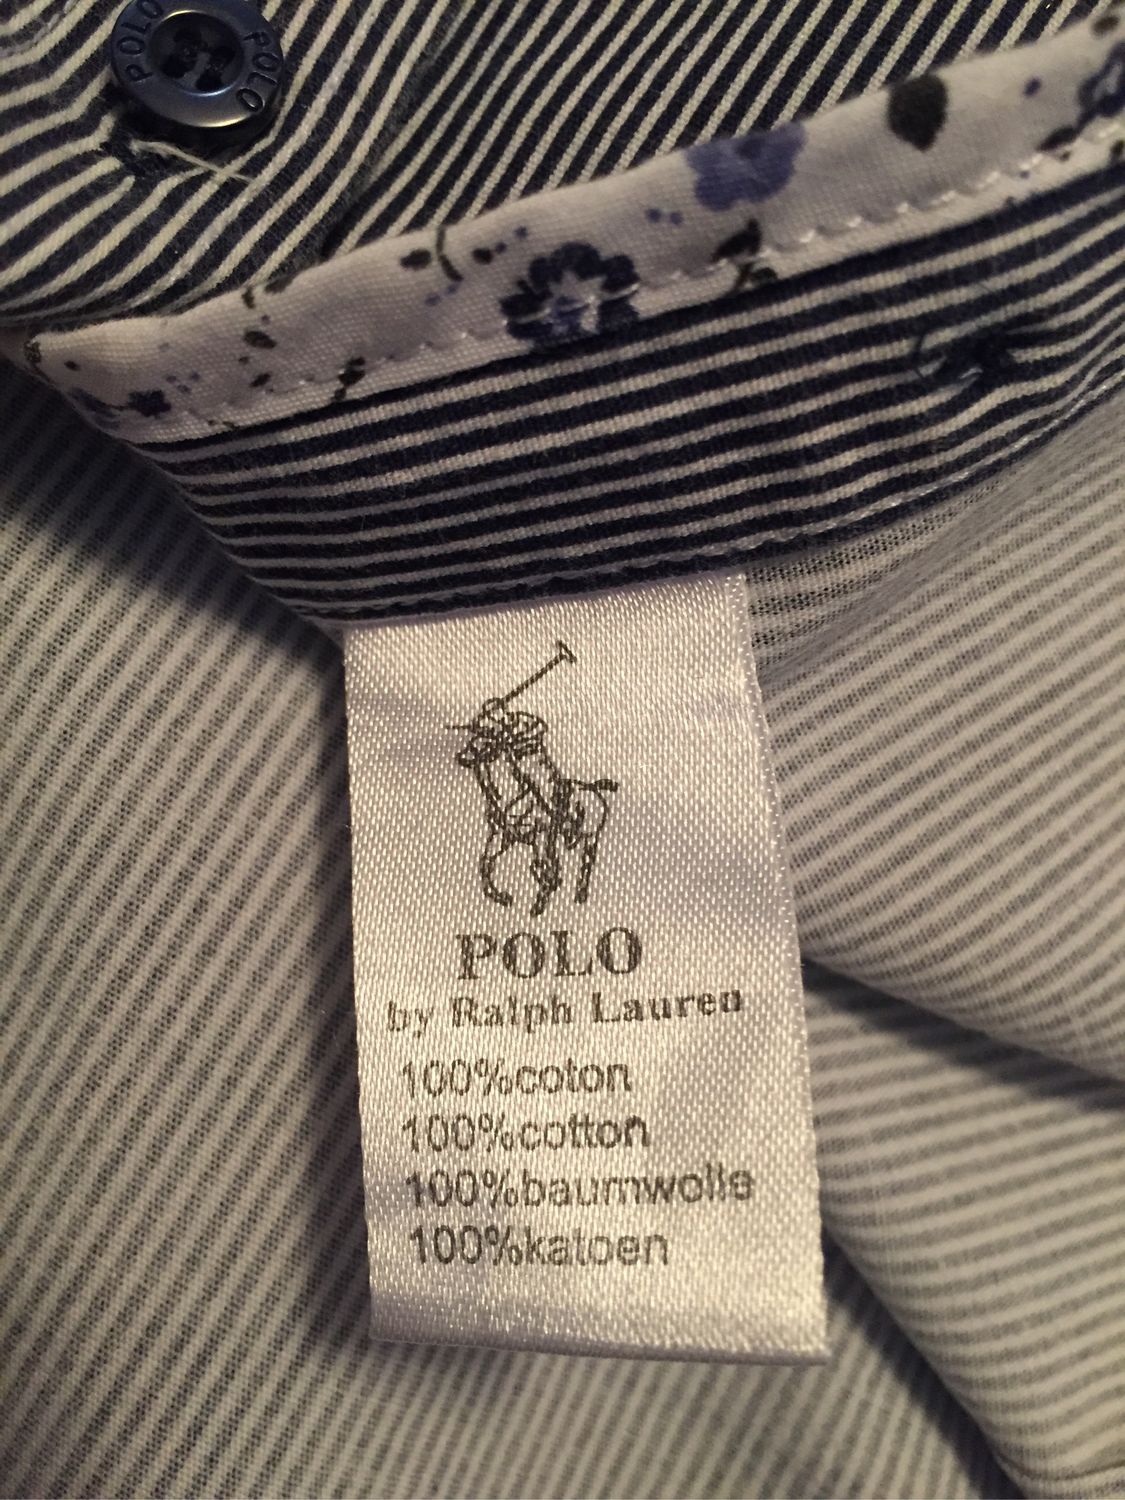 POLO POLO
POLO
by Ralph Lauren
100%coton
100%cotton
100%baumwolle
100%katoen